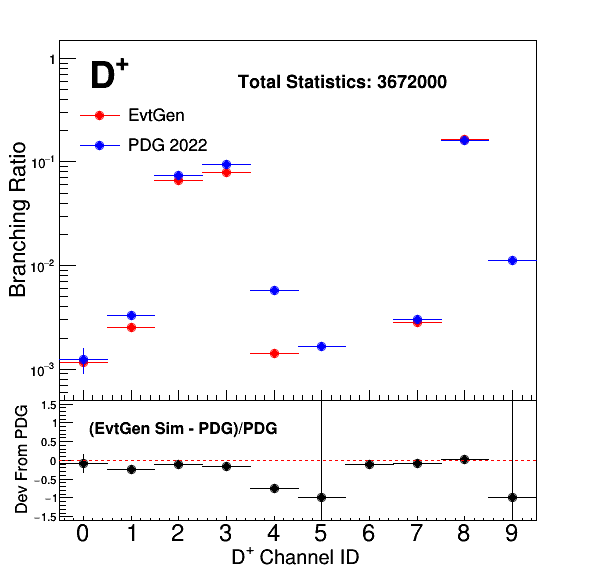 D⁺
Total Statistics: 3672000
EvtGen
PDG 2022
Branching Ratio
1
10⁻¹
10⁻²
10⁻³
Dev From PDG
(EvtGen Sim - PDG)/PDG
1.5
1
0.5
0
−0.5
−1
−1.5
0 1 2 3 4 5 6 7 8 9
D⁺ Channel ID